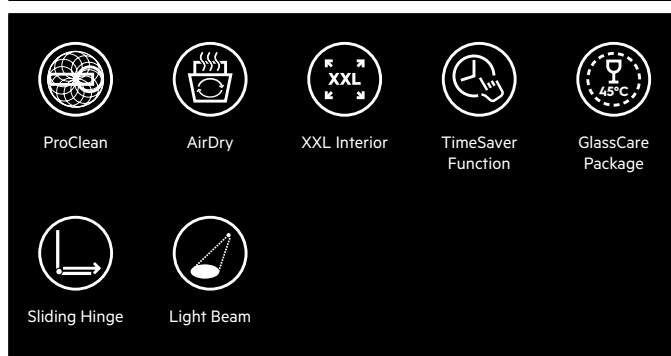 XXL
45°C
ProClean
AirDry
XXL Interior
TimeSaver
Function
GlassCare
Package
Sliding Hinge
Light Beam